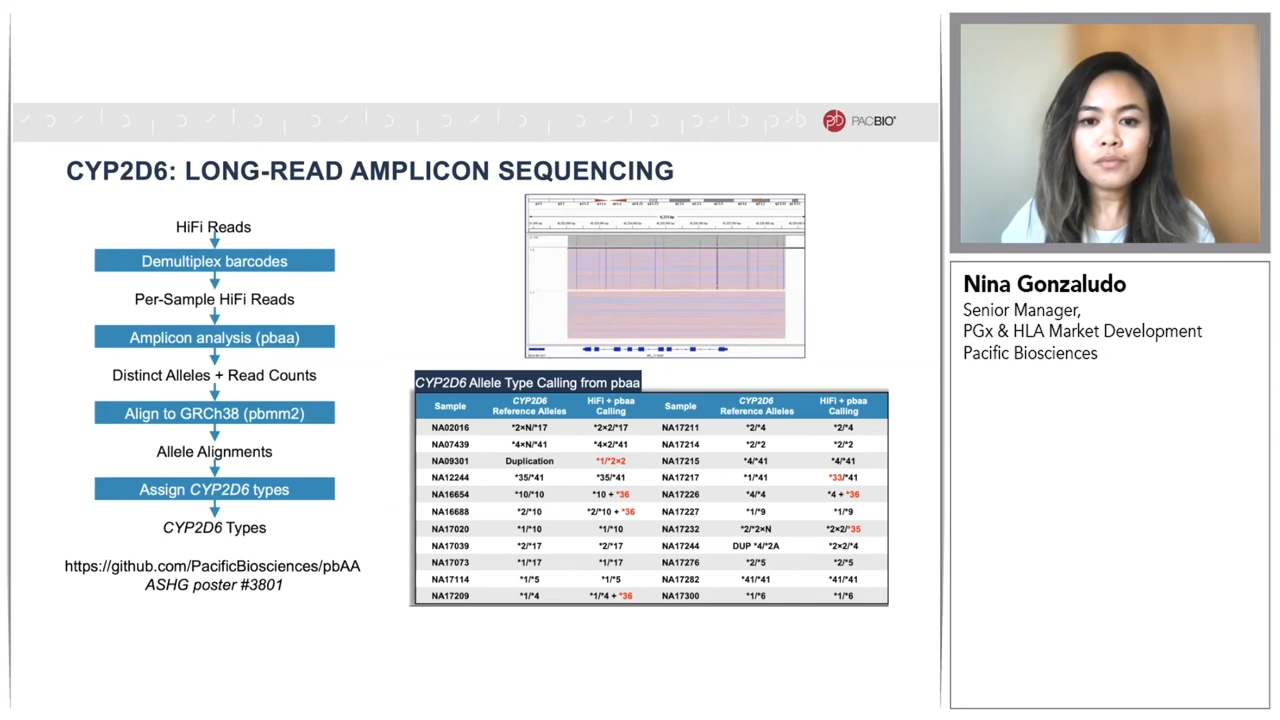 PACBIO®
CYP2D6: LONG-READ AMPLICON SEQUENCING
HiFi Reads
Demultiplex barcodes
Per-Sample HiFi Reads
Amplicon analysis (pbaa)
Distinct Alleles + Read Counts
Align to GRCh38 (pbmm2)
Allele Alignments
Assign CYP2D6 types
CYP2D6 Types
https://github.com/PacificBiosciences/pbAA
ASHG poster #3801
CYP2D6 Allele Type Calling from pbaa
Sample CYP2D6 Reference Alleles HiFi + pbaa Calling Sample CYP2D6 Reference Alleles HiFi + pbaa Calling
NA02016 *2×N/*17 *2×2/*17 NA17211 *2/*4 *2/*4
NA07439 *4×N/*41 *4×2/*41 NA17214 *2/*2 *2/*2
NA09301 Duplication *1/*2×2 NA17215 *4/*41 *4/*41
NA12244 *35/*41 *35/*41 NA17217 *1/*41 *33/*41
NA16654 *10/*10 *10 + *36 NA17226 *4/*4 *4 + *36
NA16688 *2/*10 *2/*10 + *36 NA17227 *1/*9 *1/*9
NA17020 *1/*10 *1/*10 NA17232 *2/*2×N *2×2/*35
NA17039 *2/*17 *2/*17 NA17244 DUP *4/*2A *2×2/*4
NA17073 *1/*17 *1/*17 NA17276 *2/*5 *2/*5
NA17114 *1/*5 *1/*5 NA17282 *41/*41 *41/*41
NA17209 *1/*4 *1/*4 + *36 NA17300 *1/*6 *1/*6
Nina Gonzaludo
Senior Manager,
PGx & HLA Market Development
Pacific Biosciences